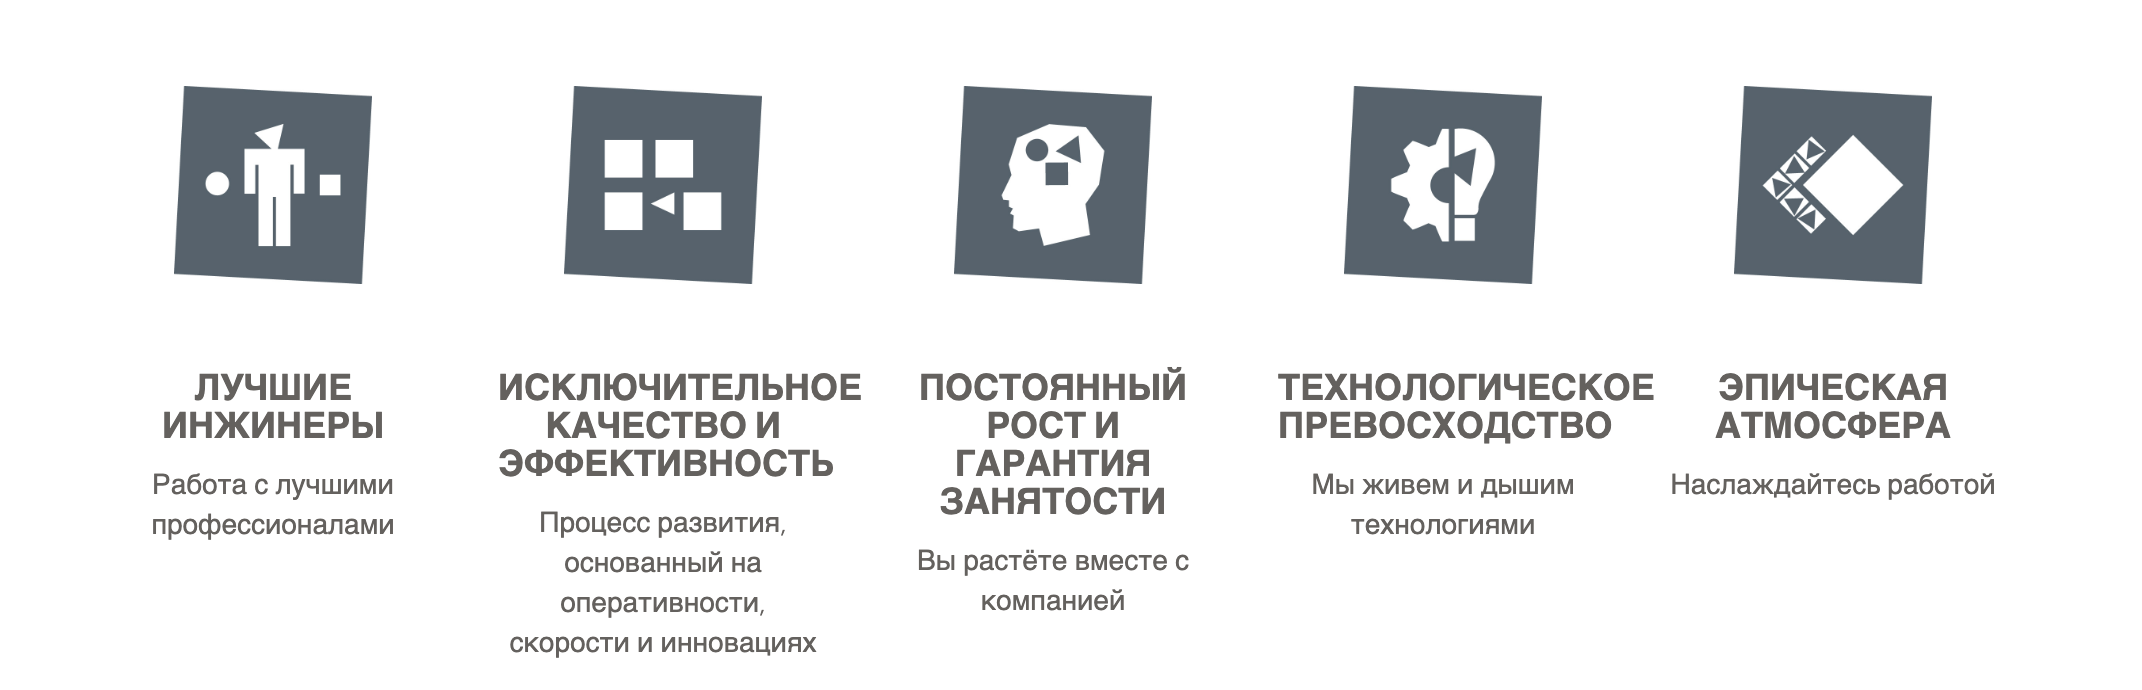 ЛУЧШИЕ
ИНЖИНЕРЫ
Работа с лучшими
профессионалами
ИСКЛЮЧИТЕЛЬНОЕ
КАЧЕСТВО И
ЭФФЕКТИВНОСТЬ
Процесс развития,
основанный на
оперативности,
скорости и инновациях
ПОСТОЯННЫЙ
РОСТ И
ГАРАНТИЯ
ЗАНЯТОСТИ
Вы растёте вместе с
компанией
ТЕХНОЛОГИЧЕСКОЕ
ПРЕВОСХОДСТВО
Мы живем и дышим
технологиями
ЭПИЧЕСКАЯ
АТМОСФЕРА
Наслаждайтесь работой